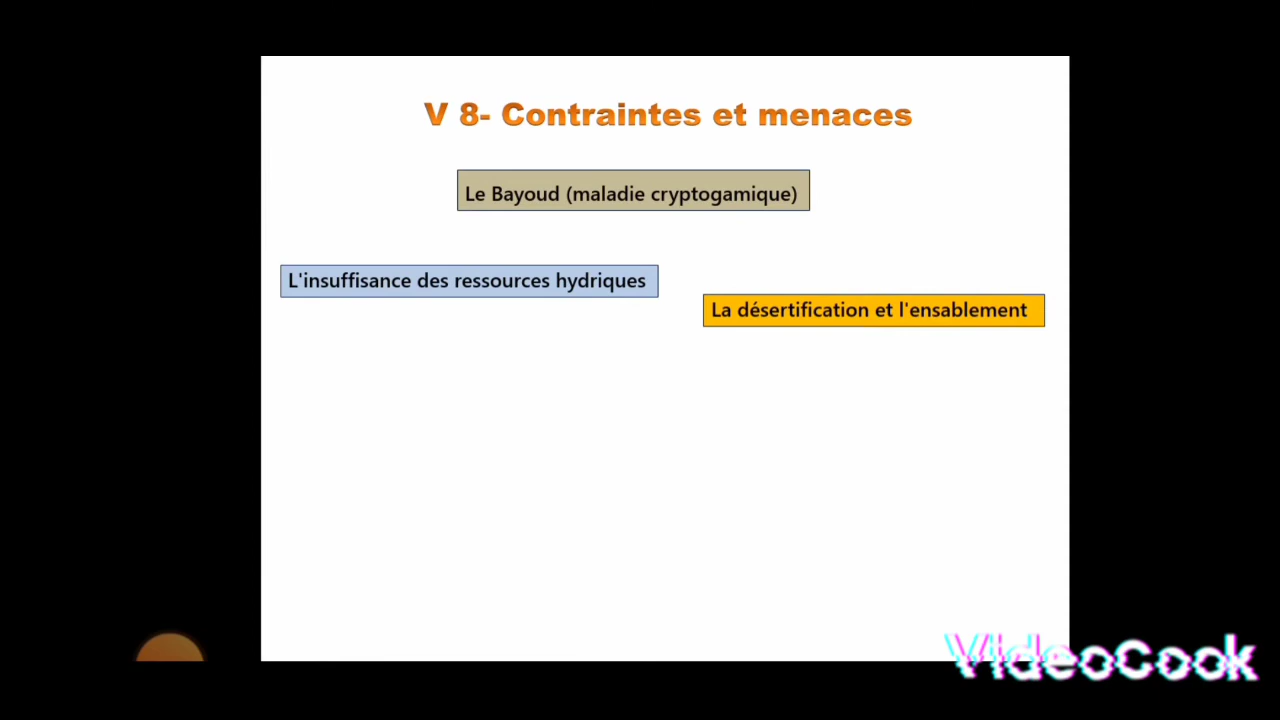 V 8- Contraintes et menaces
Le Bayoud (maladie cryptogamique)
L'insuffisance des ressources hydriques
La désertification et l'ensablement
VideoCook